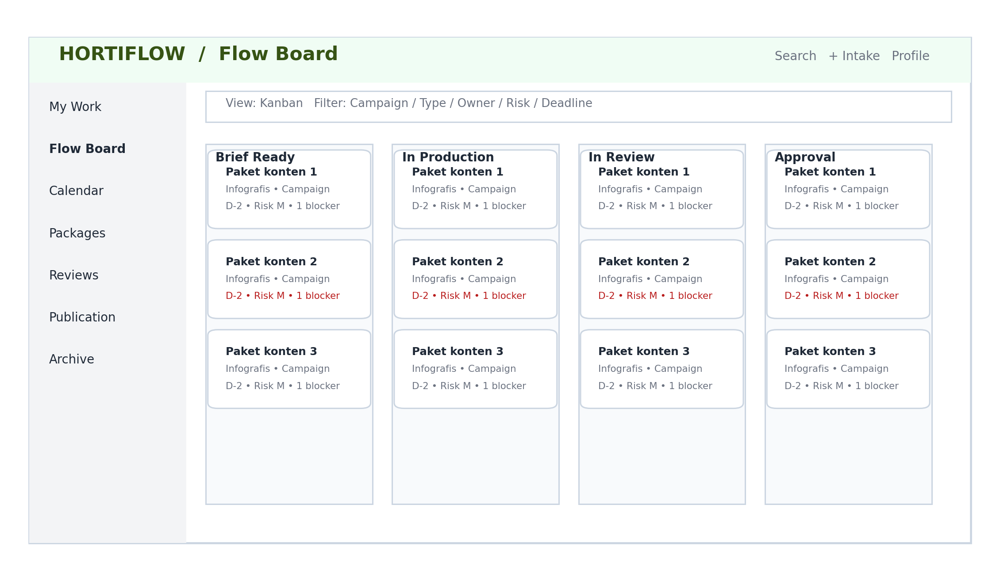 HORTIFLOW / Flow Board
Search + Intake Profile
My Work
Flow Board
Calendar
Packages
Reviews
Publication
Archive
View: Kanban Filter: Campaign / Type / Owner / Risk / Deadline
Brief Ready
Paket konten 1
Infografis • Campaign
D-2 • Risk M • 1 blocker
Paket konten 2
Infografis • Campaign
D-2 • Risk M • 1 blocker
Paket konten 3
Infografis • Campaign
D-2 • Risk M • 1 blocker
In Production
Paket konten 1
Infografis • Campaign
D-2 • Risk M • 1 blocker
Paket konten 2
Infografis • Campaign
D-2 • Risk M • 1 blocker
Paket konten 3
Infografis • Campaign
D-2 • Risk M • 1 blocker
In Review
Paket konten 1
Infografis • Campaign
D-2 • Risk M • 1 blocker
Paket konten 2
Infografis • Campaign
D-2 • Risk M • 1 blocker
Paket konten 3
Infografis • Campaign
D-2 • Risk M • 1 blocker
Approval
Paket konten 1
Infografis • Campaign
D-2 • Risk M • 1 blocker
Paket konten 2
Infografis • Campaign
D-2 • Risk M • 1 blocker
Paket konten 3
Infografis • Campaign
D-2 • Risk M • 1 blocker